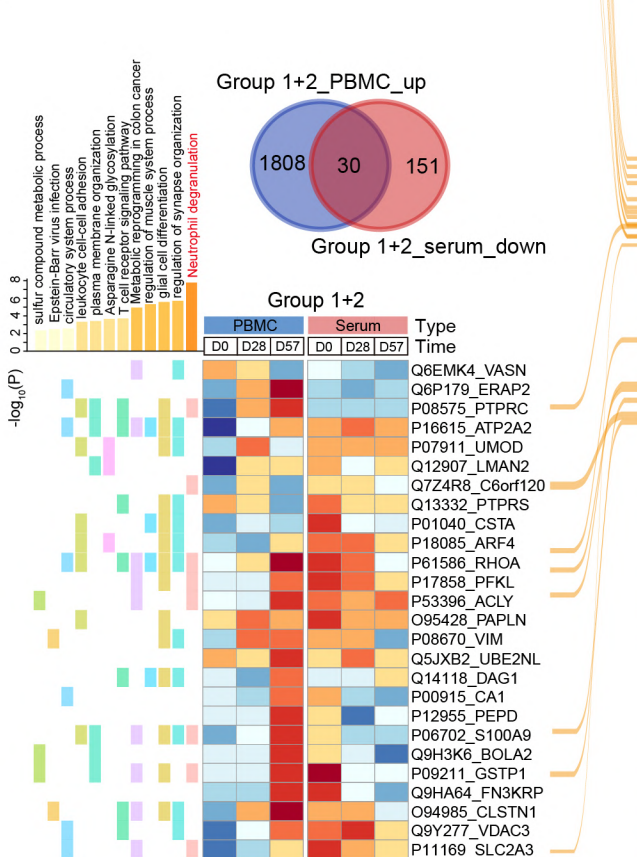 Group 1+2_PBMC_up
1808
30
151
Group 1+2_serum_down
sulfur compound metabolic process
Epstein-Barr virus infection
circulatory system process
leukocyte cell-cell adhesion
plasma membrane organization
Asparagine N-linked glycosylation
T cell receptor signaling pathway
Metabolic reprogramming in colon cancer
regulation of muscle system process
glial cell differentiation
regulation of synapse organization
Neutrophil degranulation
8
6
4
2
0
-log10(P)
Group 1+2
PBMC Serum Type
D0 D28 D57 D0 D28 D57 Time
Q6EMK4_VASN
Q6P179_ERAP2
P08575_PTPRC
P16615_ATP2A2
P07911_UMOD
Q12907_LMAN2
Q7Z4R8_C6orf120
Q13332_PTPRS
P01040_CSTA
P18085_ARF4
P61586_RHOA
P17858_PFKL
P53396_ACLY
O95428_PAPLN
P08670_VIM
Q5JXB2_UBE2NL
Q14118_DAG1
P00915_CA1
P12955_PEPD
P06702_S100A9
Q9H3K6_BOLA2
P09211_GSTP1
Q9HA64_FN3KRP
O94985_CLSTN1
Q9Y277_VDAC3
P11169_SLC2A3